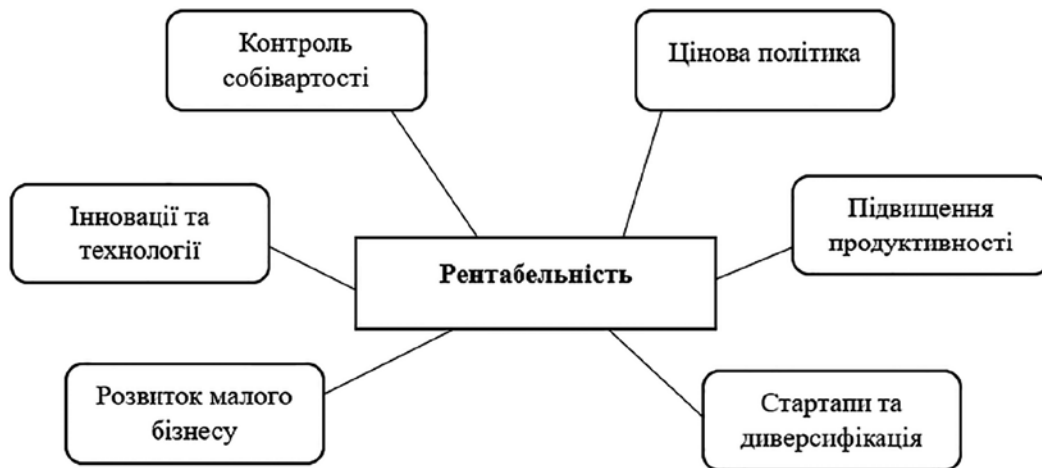 Контроль
собівартості
Цінова політика
Інновації та
технології
Підвищення
продуктивності
Рентабельність
Розвиток малого
бізнесу
Стартапи та
диверсифікація